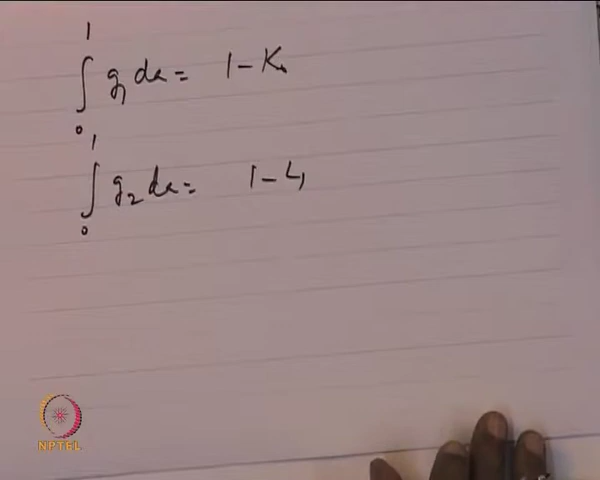 ∫₀¹ g₁ dx = 1 - K₁
∫₀¹ g₂ dx = 1 - L₁
NPTEL